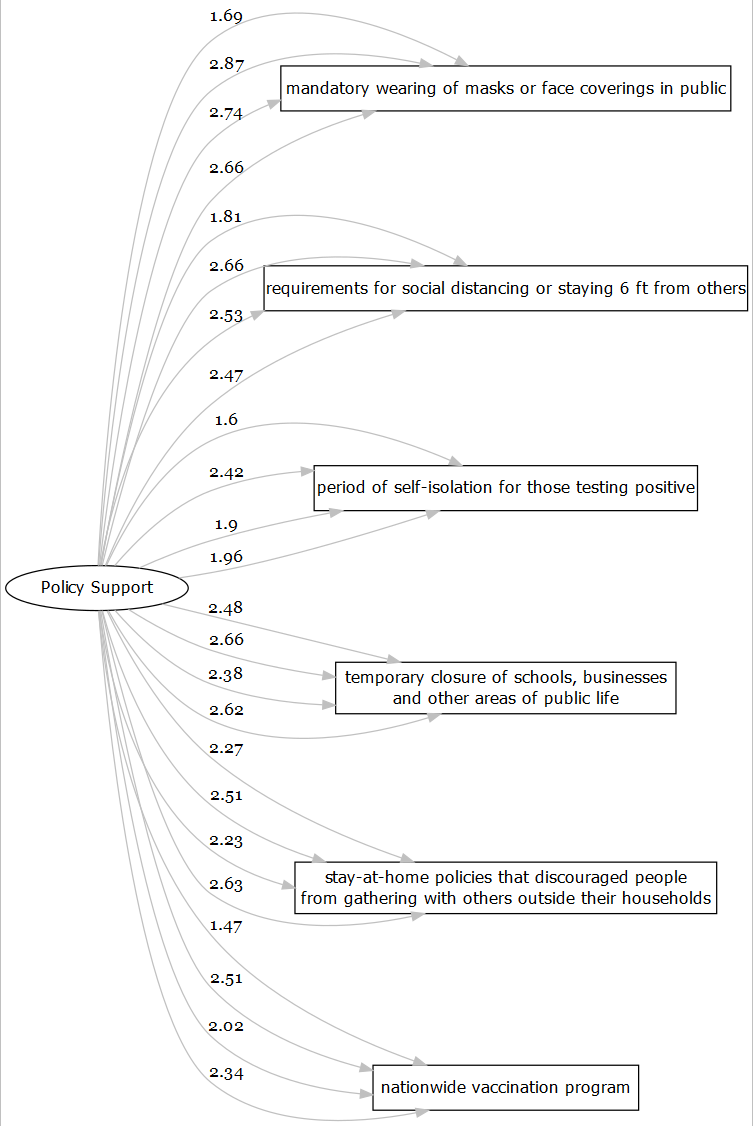 1.69
2.87
mandatory wearing of masks or face coverings in public
2.74
2.66
1.81
2.66
requirements for social distancing or staying 6 ft from others
2.53
2.47
1.6
2.42
period of self-isolation for those testing positive
1.9
1.96
Policy Support
2.48
2.66
2.38
temporary closure of schools, businesses
and other areas of public life
2.62
2.27
2.51
2.23
stay-at-home policies that discouraged people
from gathering with others outside their households
2.63
1.47
2.51
2.02
2.34
nationwide vaccination program